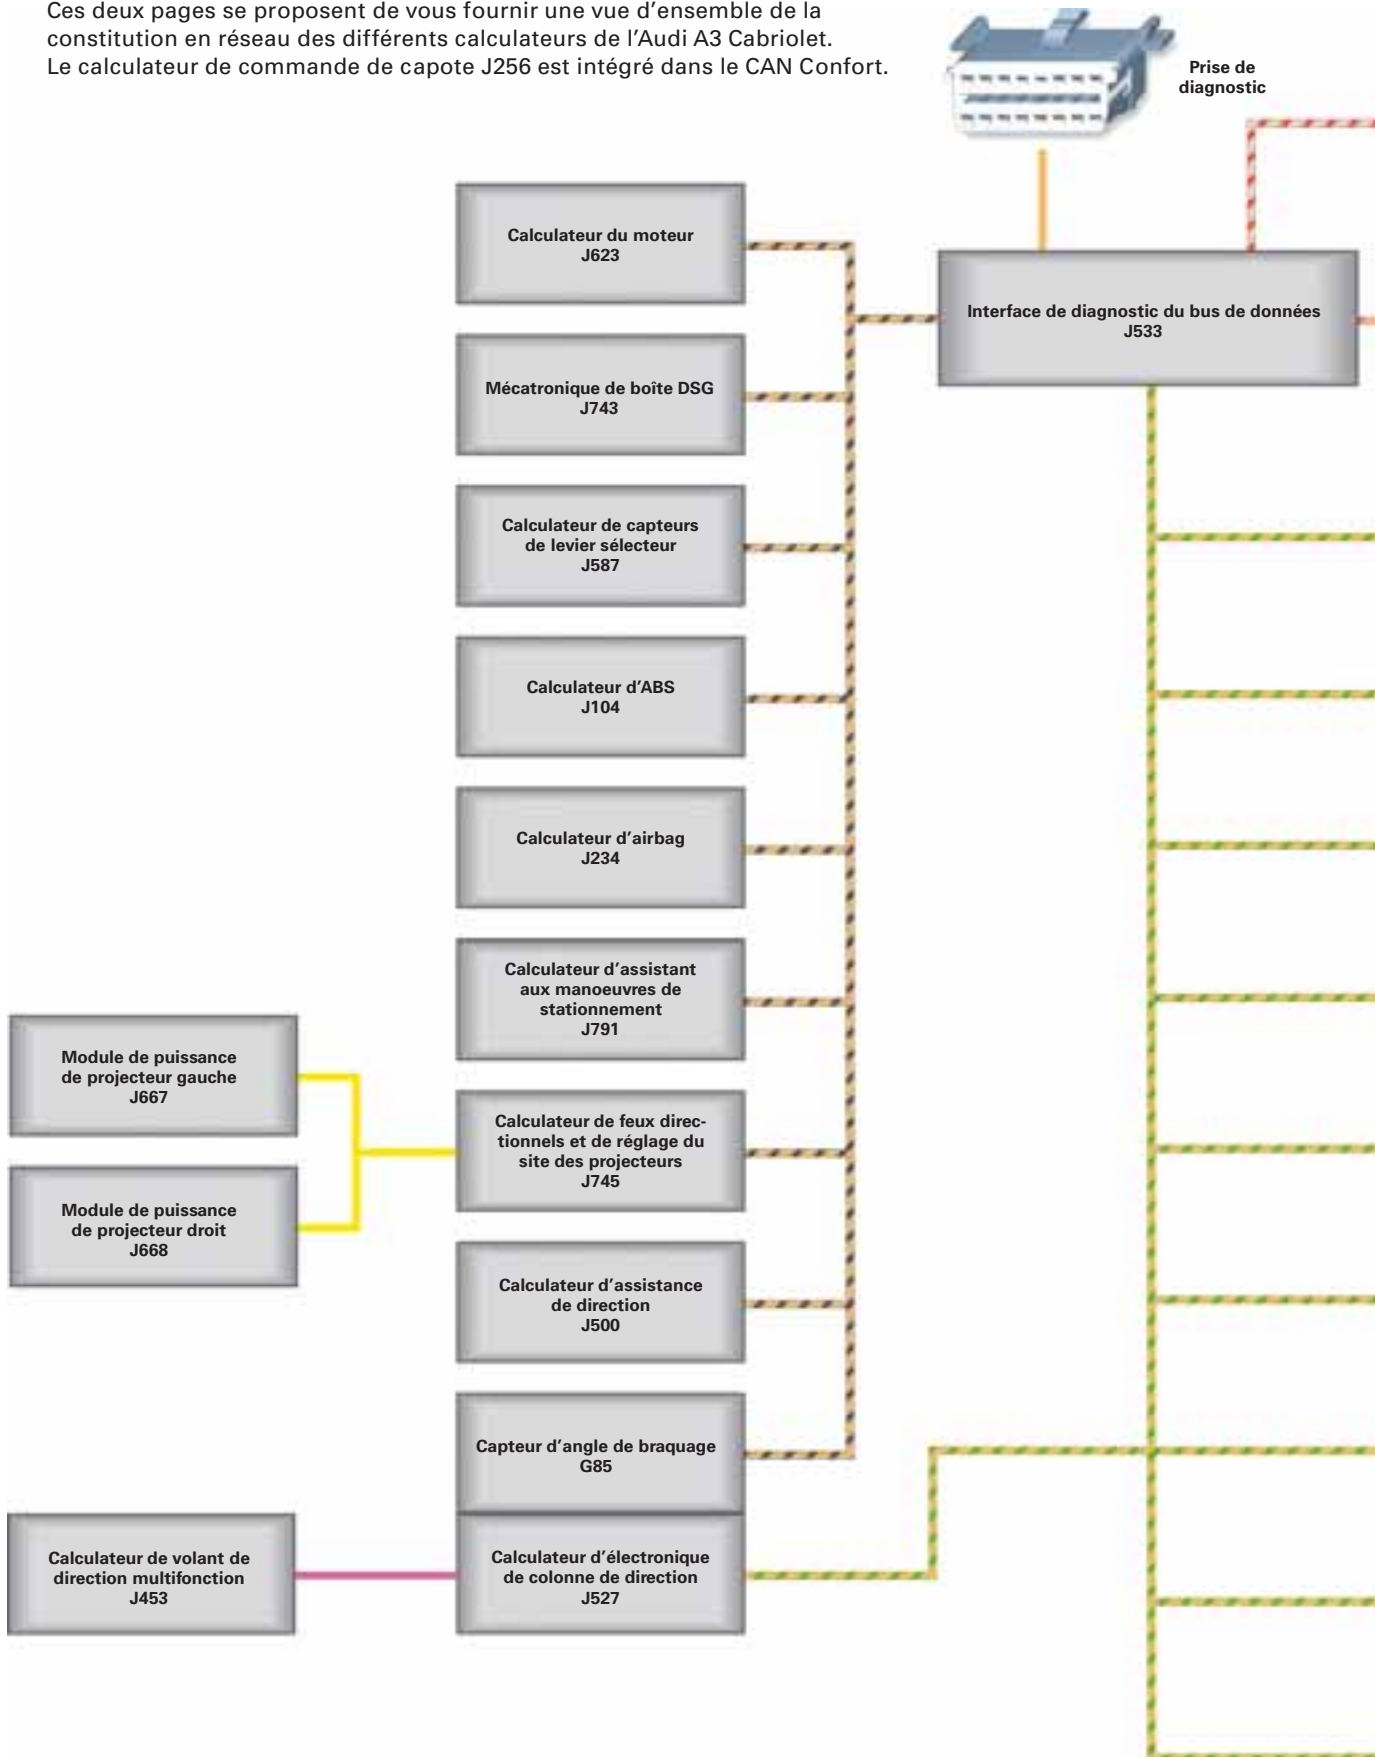 Ces deux pages se proposent de vous fournir une vue d’ensemble de la
constitution en réseau des différents calculateurs de l’Audi A3 Cabriolet.
Le calculateur de commande de capote J256 est intégré dans le CAN Confort.
Prise de
diagnostic
Calculateur du moteur
J623
Interface de diagnostic du bus de données
J533
Mécatronique de boîte DSG
J743
Calculateur de capteurs
de levier sélecteur
J587
Calculateur d’ABS
J104
Calculateur d’airbag
J234
Calculateur d’assistant
aux manoeuvres de
stationnement
J791
Module de puissance
de projecteur gauche
J667
Calculateur de feux direc-
tionnels et de réglage du
site des projecteurs
J745
Module de puissance
de projecteur droit
J668
Calculateur d’assistance
de direction
J500
Capteur d’angle de braquage
G85
Calculateur de volant de
direction multifonction
J453
Calculateur d’électronique
de colonne de direction
J527